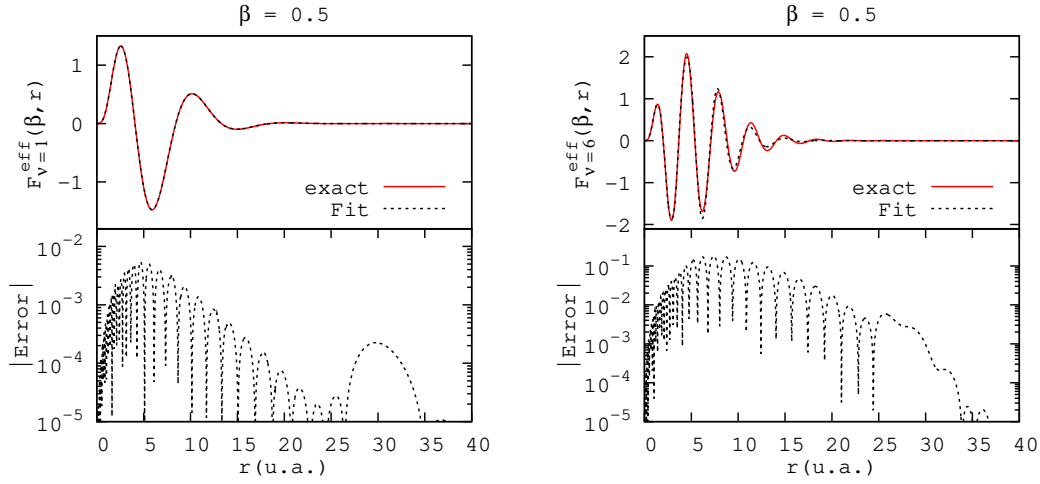 β = 0.5
F^eff_ν=1(β,r)
1
0
-1
exact
Fit
|Error|
10^-2
10^-3
10^-4
10^-5
0 5 10 15 20 25 30 35 40
r(u.a.)
β = 0.5
F^eff_ν=6(β,r)
2
1
0
-1
-2
exact
Fit
|Error|
10^-1
10^-2
10^-3
10^-4
10^-5
0 5 10 15 20 25 30 35 40
r(u.a.)